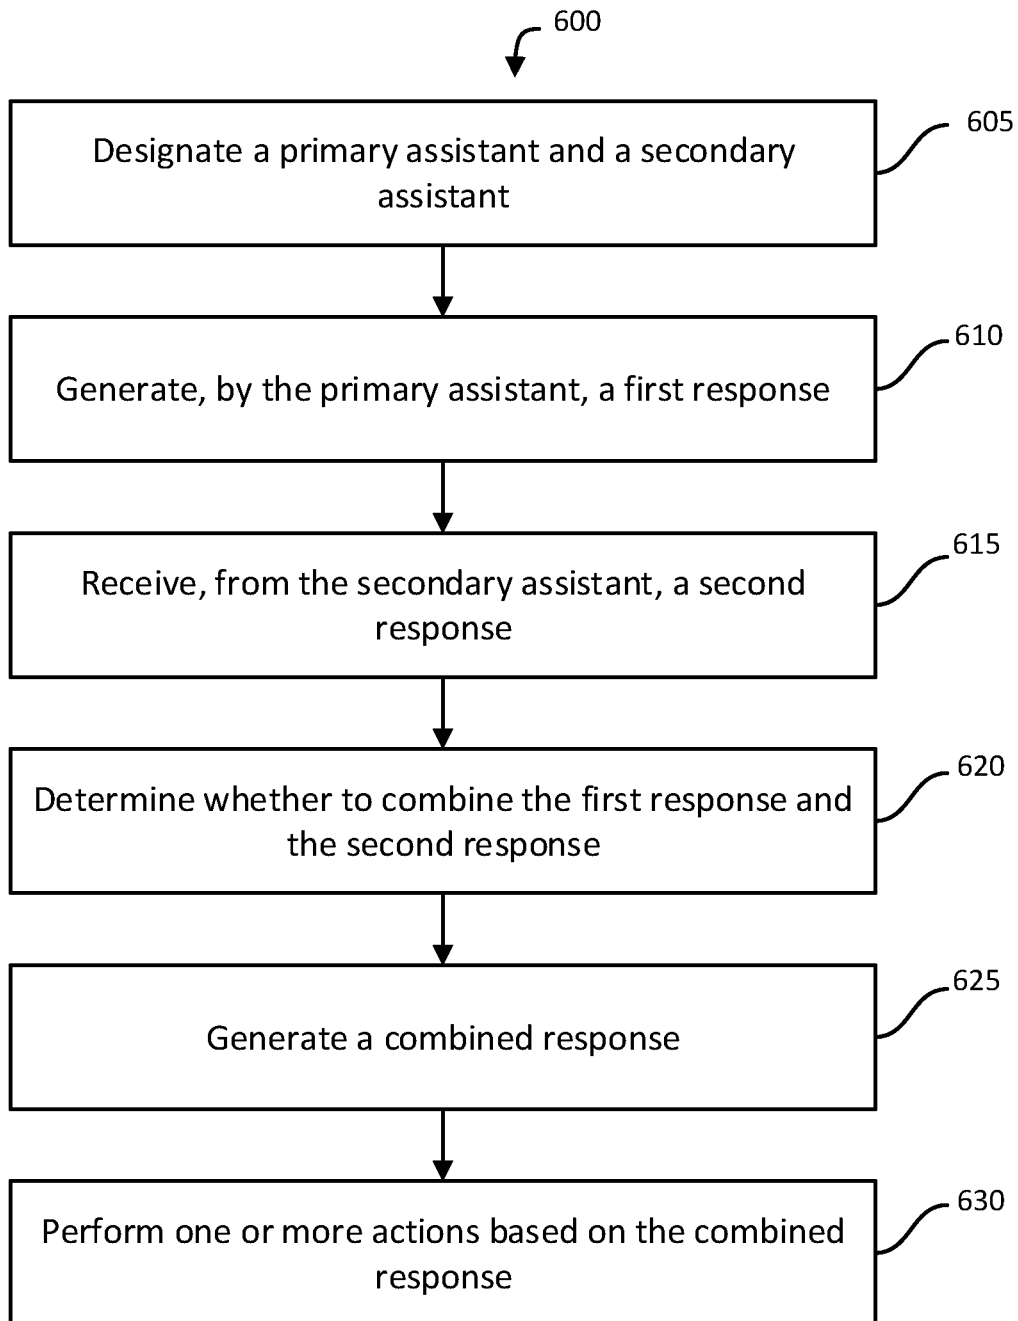 600
Designate a primary assistant and a secondary
assistant
605
Generate, by the primary assistant, a first response
610
Receive, from the secondary assistant, a second
response
615
Determine whether to combine the first response and
the second response
620
Generate a combined response
625
Perform one or more actions based on the combined
response
630